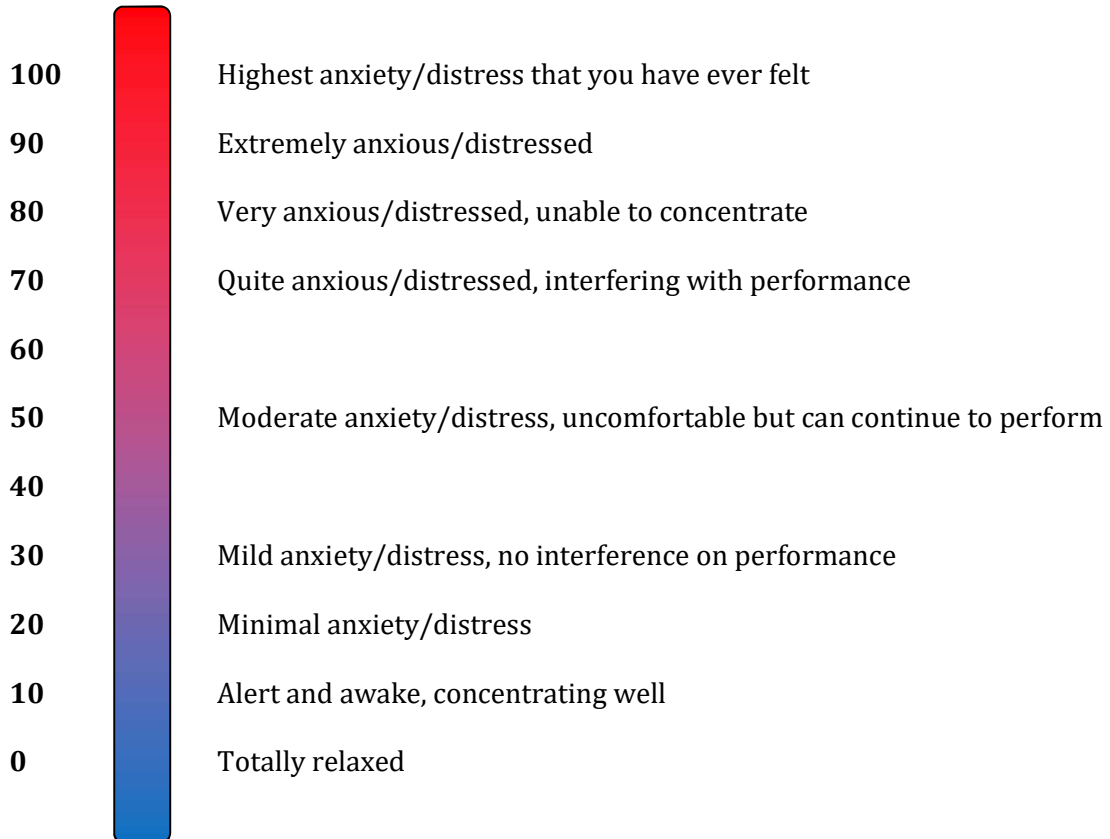 100 Highest anxiety/distress that you have ever felt
90 Extremely anxious/distressed
80 Very anxious/distressed, unable to concentrate
70 Quite anxious/distressed, interfering with performance
60
50 Moderate anxiety/distress, uncomfortable but can continue to perform
40
30 Mild anxiety/distress, no interference on performance
20 Minimal anxiety/distress
10 Alert and awake, concentrating well
0 Totally relaxed